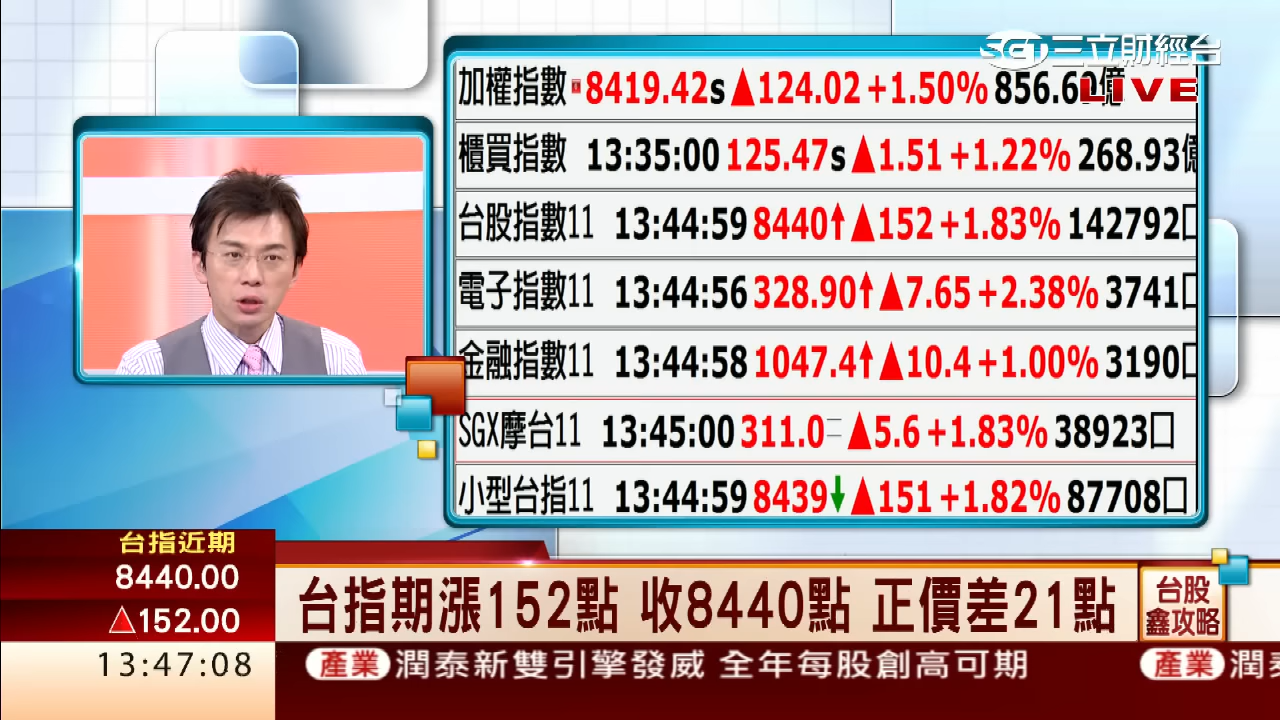 SET三立財經台
LIVE
加權指數 8419.42s ▲124.02 +1.50% 856.6億
櫃買指數 13:35:00 125.47s ▲1.51 +1.22% 268.93億
台股指數11 13:44:59 8440↑ ▲152 +1.83% 142792口
電子指數11 13:44:56 328.90↑ ▲7.65 +2.38% 3741口
金融指數11 13:44:58 1047.4↑ ▲10.4 +1.00% 3190口
SGX摩台11 13:45:00 311.0= ▲5.6 +1.83% 38923口
小型台指11 13:44:59 8439↓ ▲151 +1.82% 87708口
台指近期
8440.00
▲152.00
13:47:08
台指期漲152點 收8440點 正價差21點
台股
鑫攻略
產業 潤泰新雙引擎發威 全年每股創高可期
產業 潤泰